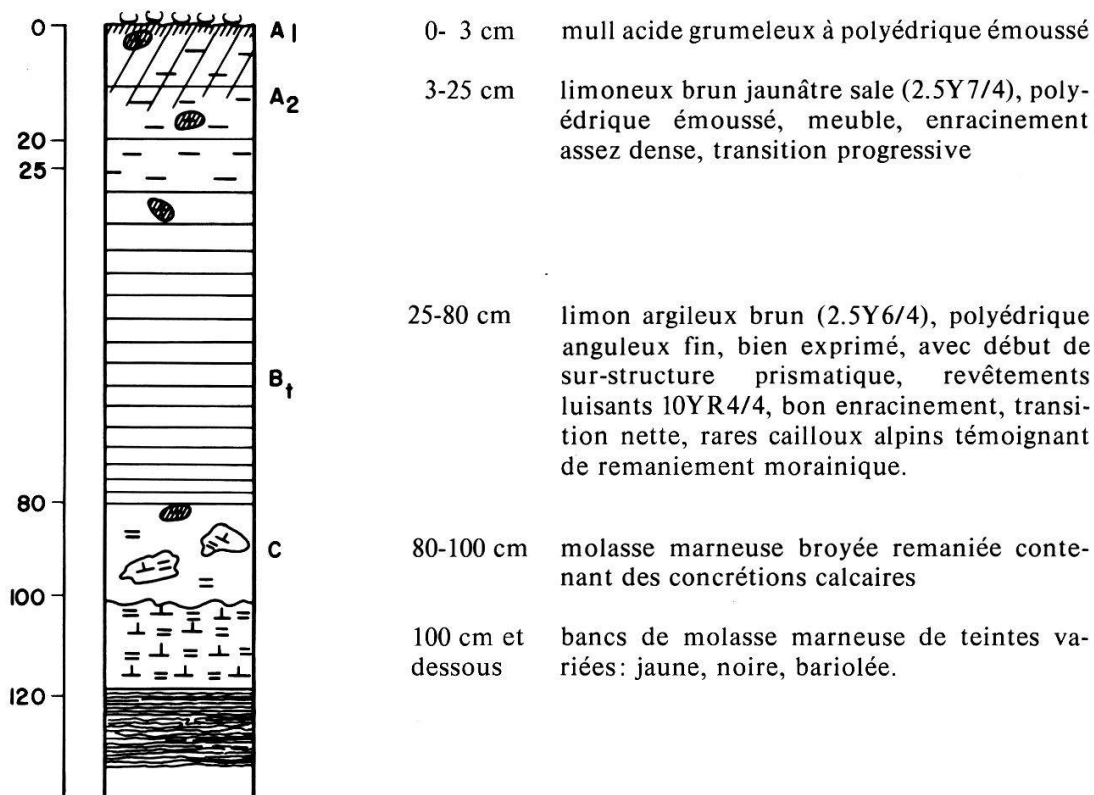 0
A1
0- 3 cm mull acide grumeleux à polyédrique émoussé
A2
3-25 cm limoneux brun jaunâtre sale (2.5Y7/4), poly-
édrique émoussé, meuble, enracinement
20
assez dense, transition progressive
25
25-80 cm limon argileux brun (2.5Y6/4), polyédrique
anguleux fin, bien exprimé, avec début de
Bt
sur-structure prismatique, revêtements
luisants 10YR4/4, bon enracinement, transi-
tion nette, rares cailloux alpins témoignant
de remaniement morainique.
80
C
80-100 cm molasse marneuse broyée remaniée conte-
nant des concrétions calcaires
100
100 cm et bancs de molasse marneuse de teintes va-
dessous riées: jaune, noire, bariolée.
120